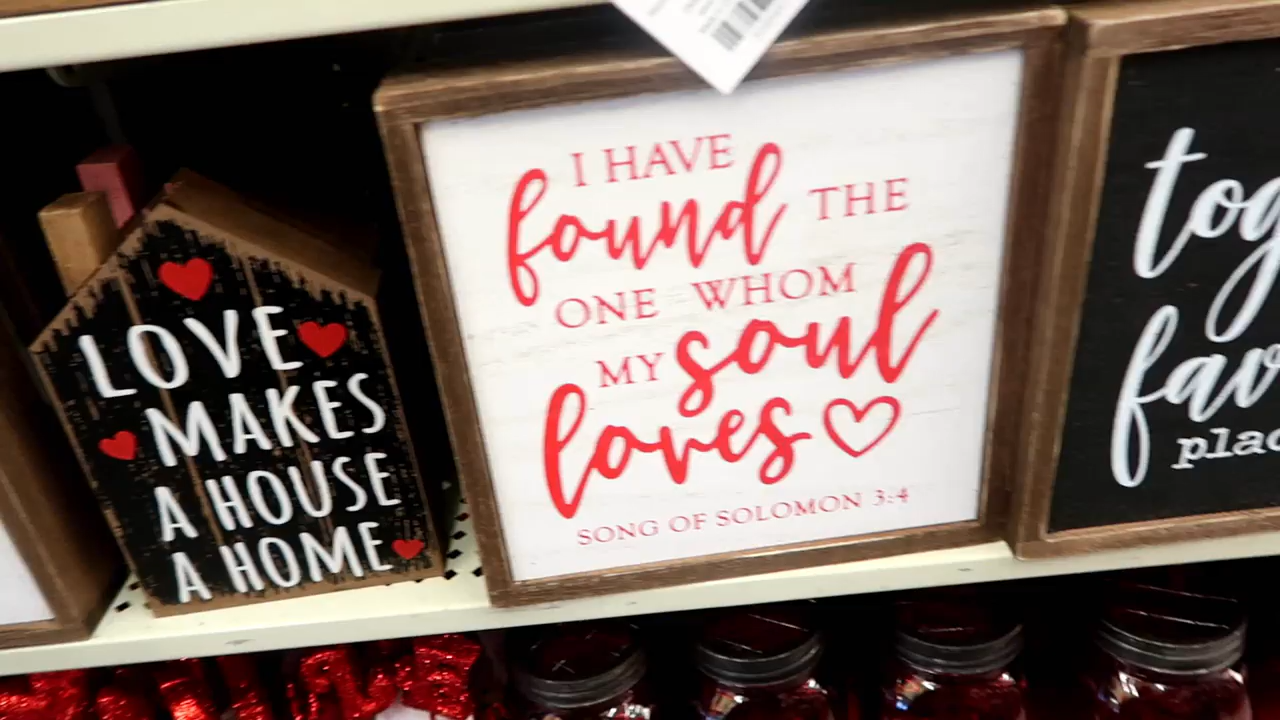 LOVE
MAKES
A HOUSE
A HOME
I HAVE
found THE
ONE WHOM
MY soul
loves
SONG OF SOLOMON 3:4